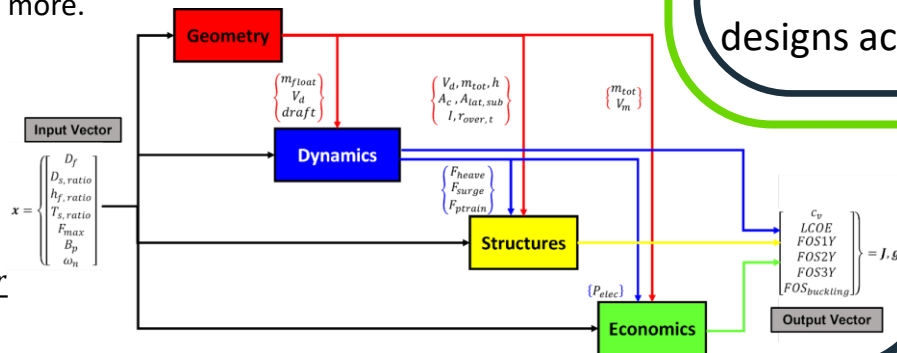 more.
designs ac
Geometry
m_float
V_d
draft
V_d, m_tot, h
A_c, A_lat,sub
I, r_over,t
m_tot
V_m
Input Vector
Dynamics
x =
D_f
D_s,ratio
h_f,ratio
T_s,ratio
F_max
B_p
ω_n
F_heave
F_surge
F_ptrain
Structures
c_v
LCOE
FOS1Y
FOS2Y
FOS3Y
FOS_buckling
= J, g
{P_elec}
Economics
Output Vector